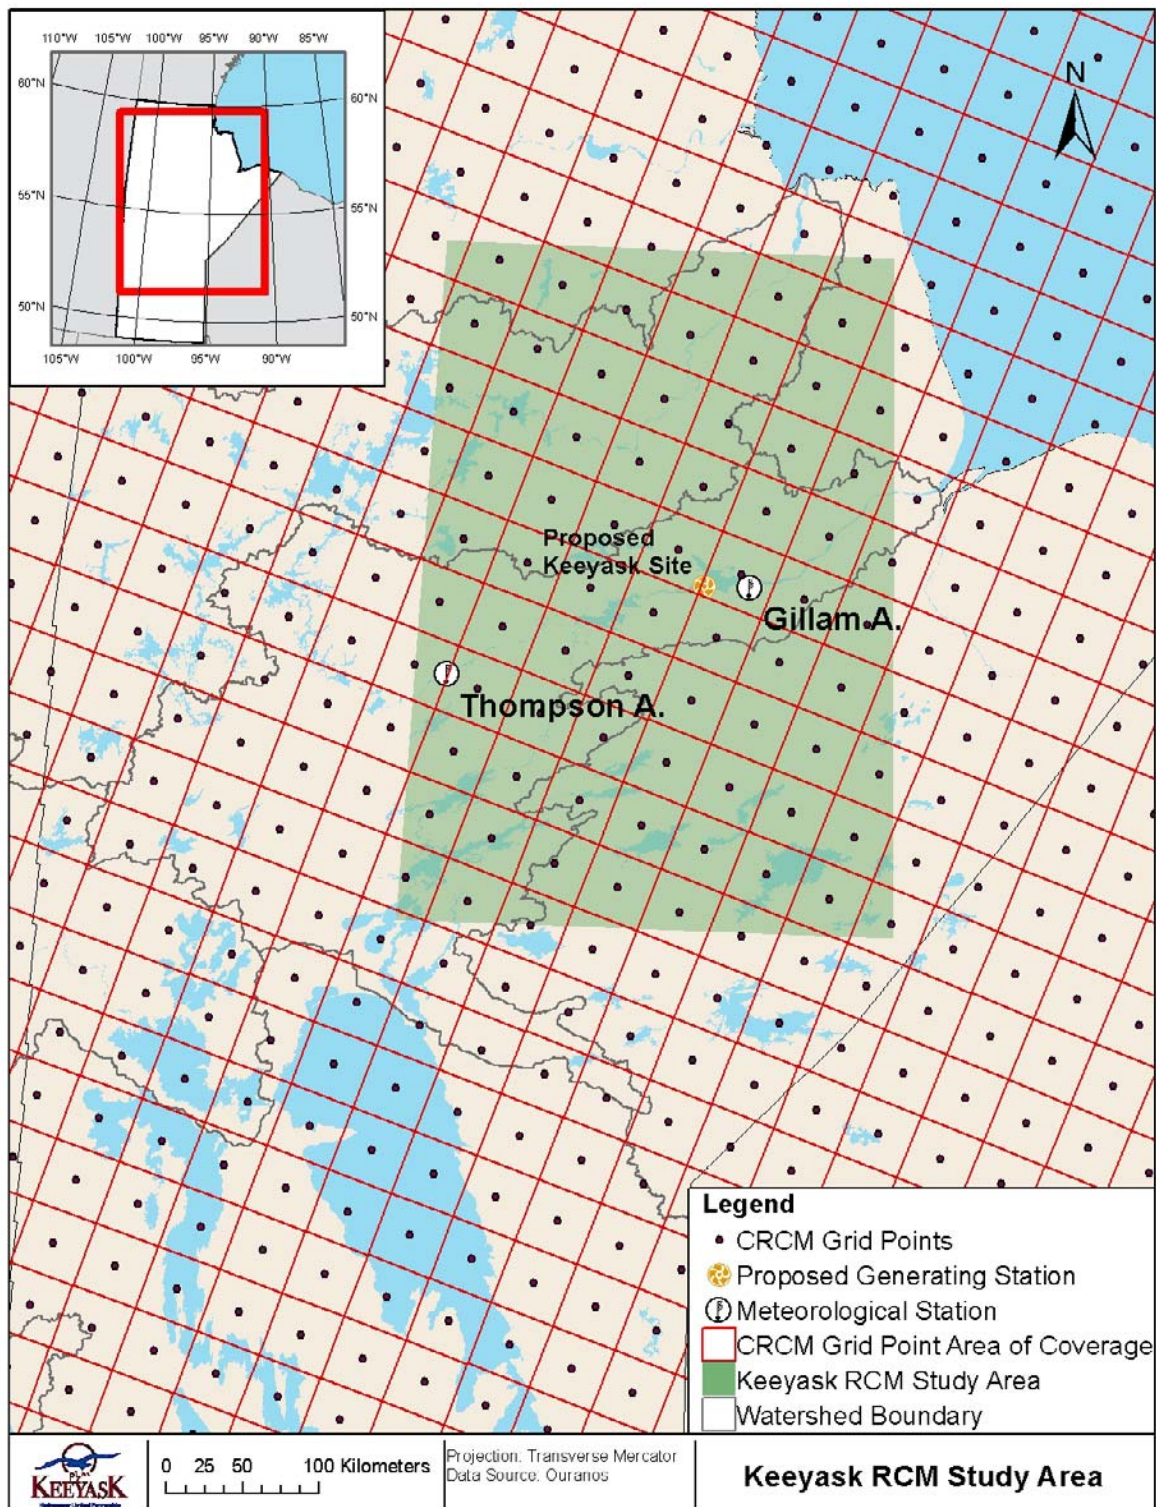 110°W 105°W 100°W 95°W 90°W 85°W
60°N 60°N
55°N 55°N
50°N 50°N
105°W 100°W 95°W 90°W
N
Proposed
Keeyask Site
Gillam A.
Thompson A.
Legend
CRCM Grid Points
Proposed Generating Station
Meteorological Station
CRCM Grid Point Area of Coverage
Keeyask RCM Study Area
Watershed Boundary
KEEYASK
0 25 50 100 Kilometers
Projection: Transverse Mercator
Data Source: Ouranos
Keeyask RCM Study Area